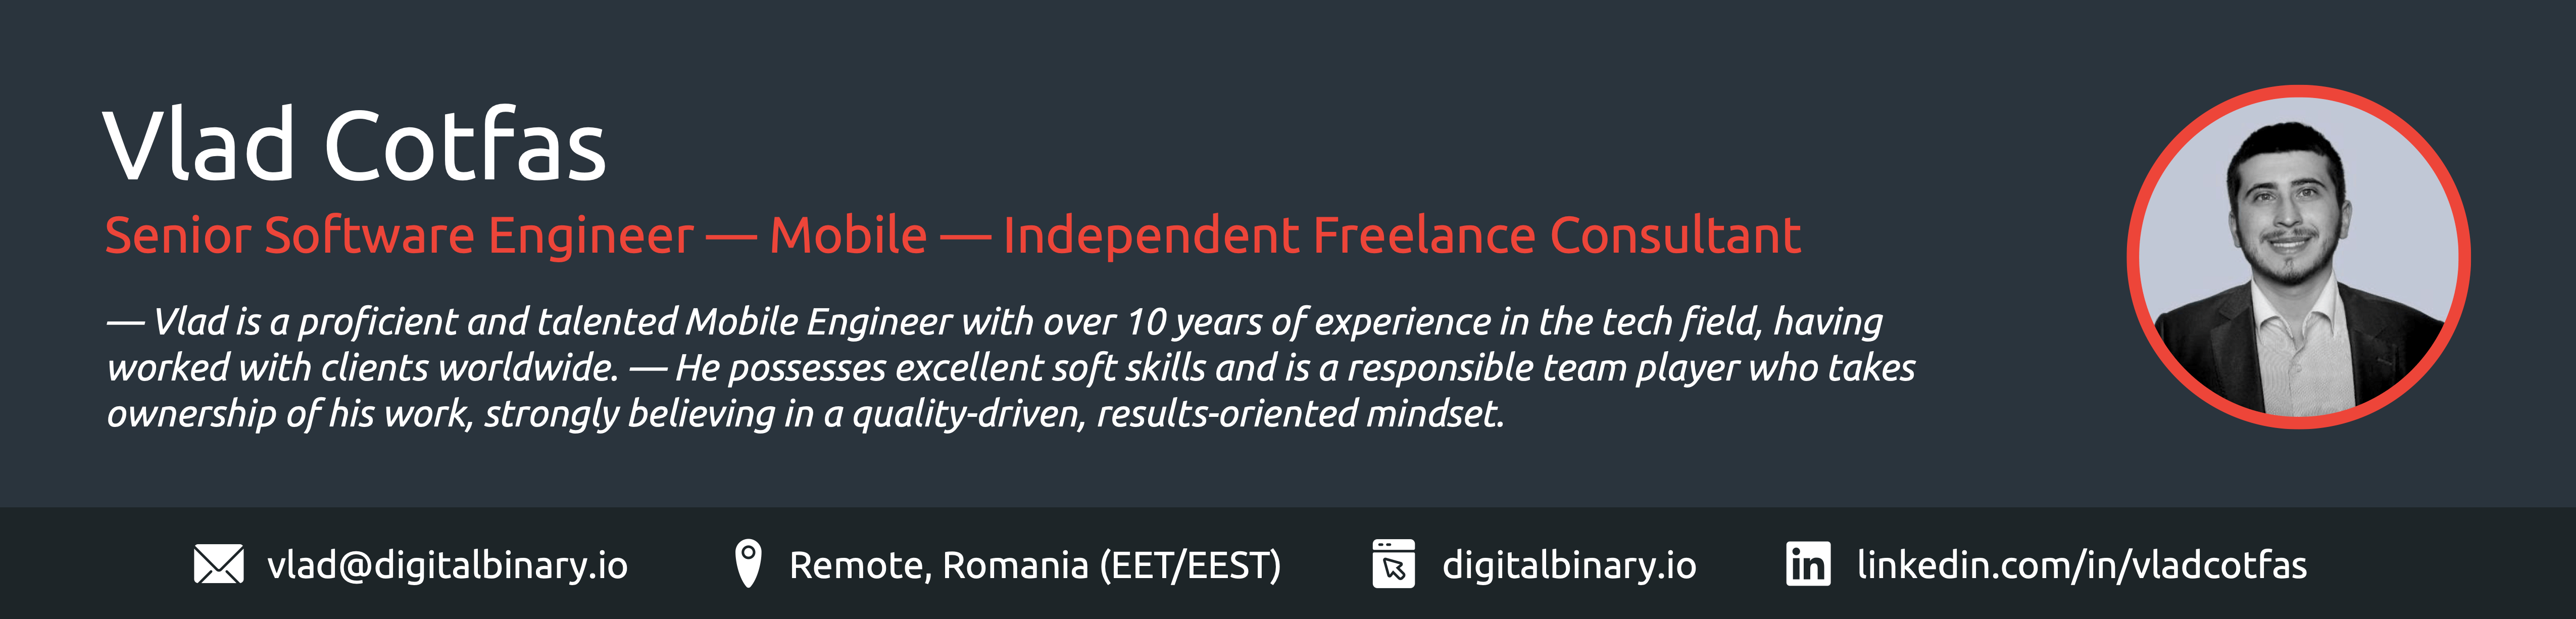 Vlad Cotfas
Senior Software Engineer — Mobile — Independent Freelance Consultant
— Vlad is a proficient and talented Mobile Engineer with over 10 years of experience in the tech field, having
worked with clients worldwide. — He possesses excellent soft skills and is a responsible team player who takes
ownership of his work, strongly believing in a quality-driven, results-oriented mindset.
vlad@digitalbinary.io Remote, Romania (EET/EEST) digitalbinary.io in linkedin.com/in/vladcotfas